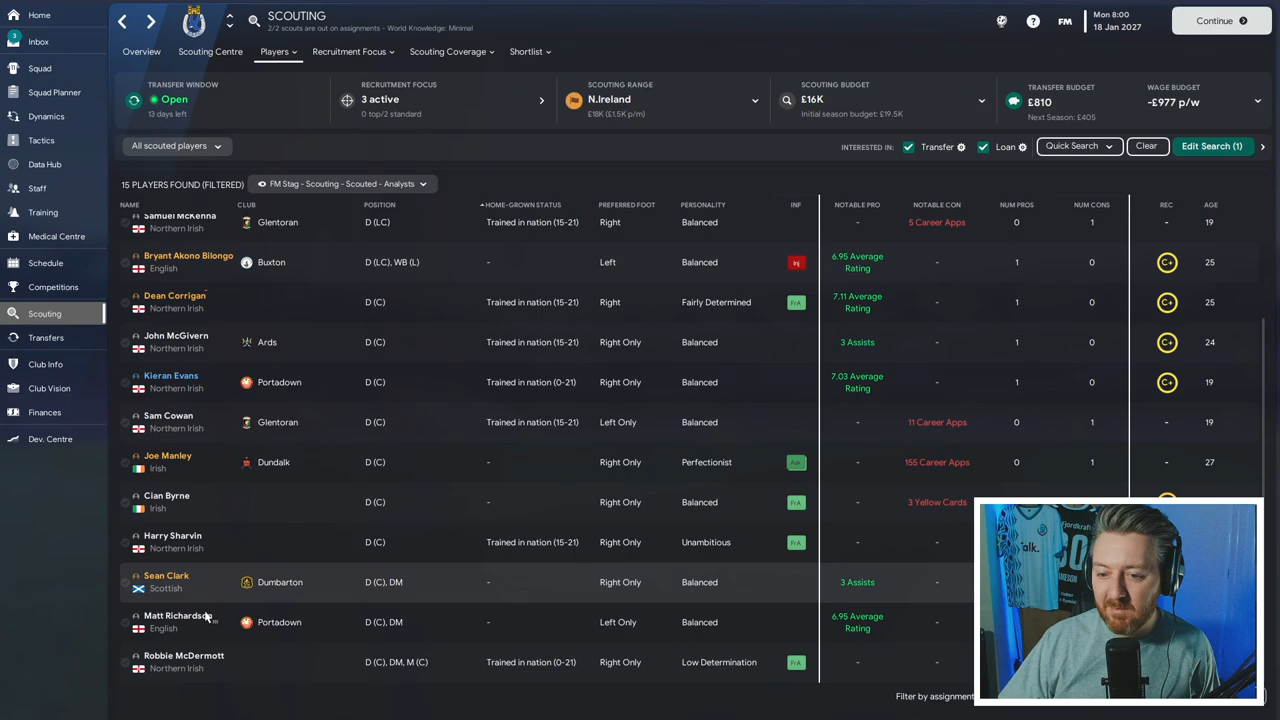 Home
3
Inbox
Squad
Squad Planner
Dynamics
Tactics
Data Hub
Staff
Training
Medical Centre
Schedule
Competitions
Scouting
Transfers
Club Info
Club Vision
Finances
Dev. Centre
SCOUTING
2/2 scouts are out on assignments - World Knowledge: Minimal
FM
Mon 8:00
18 Jan 2027
Continue
Overview Scouting Centre Players Recruitment Focus Scouting Coverage Shortlist
TRANSFER WINDOW
Open
13 days left
RECRUITMENT FOCUS
3 active
0 top/2 standard
SCOUTING RANGE
N.Ireland
£18K (£1.5K p/m)
SCOUTING BUDGET
£16K
Initial season budget: £19.5K
TRANSFER BUDGET
£810
Next Season: £405
WAGE BUDGET
-£977 p/w
All scouted players
INTERESTED IN: Transfer Loan Quick Search Clear Edit Search (1)
15 PLAYERS FOUND (FILTERED) FM Stag - Scouting - Scouted - Analysts
NAME CLUB POSITION HOME-GROWN STATUS PREFERRED FOOT PERSONALITY INF NOTABLE PRO NOTABLE CON NUM PROS NUM CONS REC AGE
Samuel McKenna Glentoran D (LC) Trained in nation (15-21) Right Balanced - 5 Career Apps 0 1 - 19
Northern Irish
Bryant Akono Bilongo Buxton D (LC), WB (L) - Left Balanced Inj 6.95 Average Rating - 1 0 C+ 25
English
Dean Corrigan D (C) Trained in nation (15-21) Right Fairly Determined FrA 7.11 Average Rating - 1 0 C+ 25
Northern Irish
John McGivern Ards D (C) Trained in nation (15-21) Right Only Balanced 3 Assists - 1 0 C+ 24
Northern Irish
Kieran Evans Portadown D (C) Trained in nation (0-21) Right Only Balanced 7.03 Average Rating - 1 0 C+ 19
Northern Irish
Sam Cowan Glentoran D (C) Trained in nation (15-21) Left Only Balanced - 11 Career Apps 0 1 - 19
Northern Irish
Joe Manley Dundalk D (C) - Right Only Perfectionist - 155 Career Apps 0 1 - 27
Irish
Cian Byrne D (C) - Right Only Balanced FrA - 3 Yellow Cards
Irish
Harry Sharvin D (C) Trained in nation (15-21) Right Only Unambitious FrA - -
Northern Irish
Sean Clark Dumbarton D (C), DM - Right Only Balanced 3 Assists -
Scottish
Matt Richardson Portadown D (C), DM - Left Only Balanced 6.95 Average Rating -
English
Robbie McDermott D (C), DM, M (C) Trained in nation (0-21) Right Only Low Determination FrA - -
Northern Irish
Filter by assignment